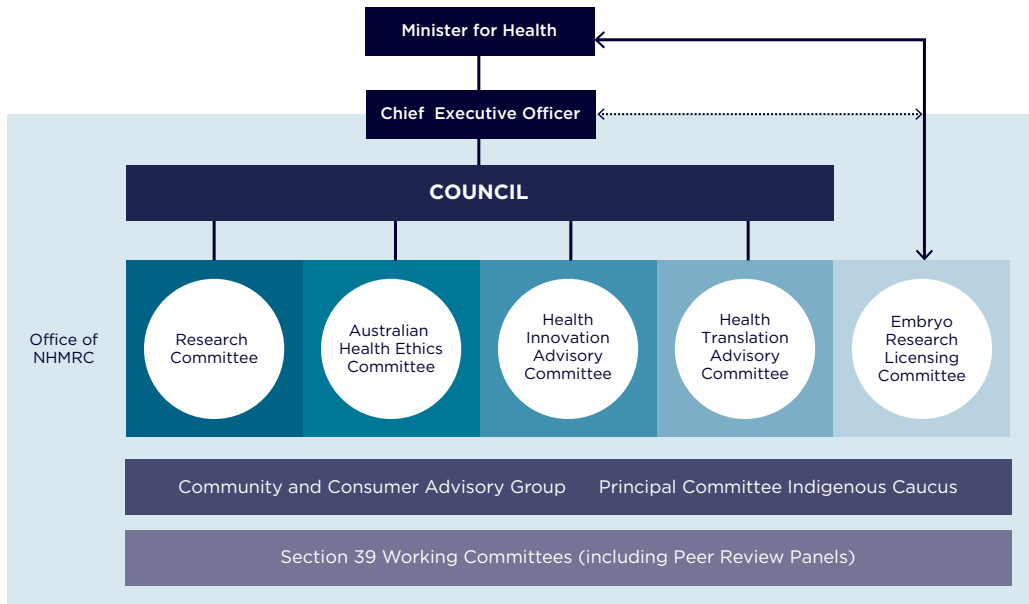 Minister for Health
Chief Executive Officer
COUNCIL
Office of
NHMRC
Research
Committee
Australian
Health Ethics
Committee
Health
Innovation
Advisory
Committee
Health
Translation
Advisory
Committee
Embryo
Research
Licensing
Committee
Community and Consumer Advisory Group
Principal Committee Indigenous Caucus
Section 39 Working Committees (including Peer Review Panels)